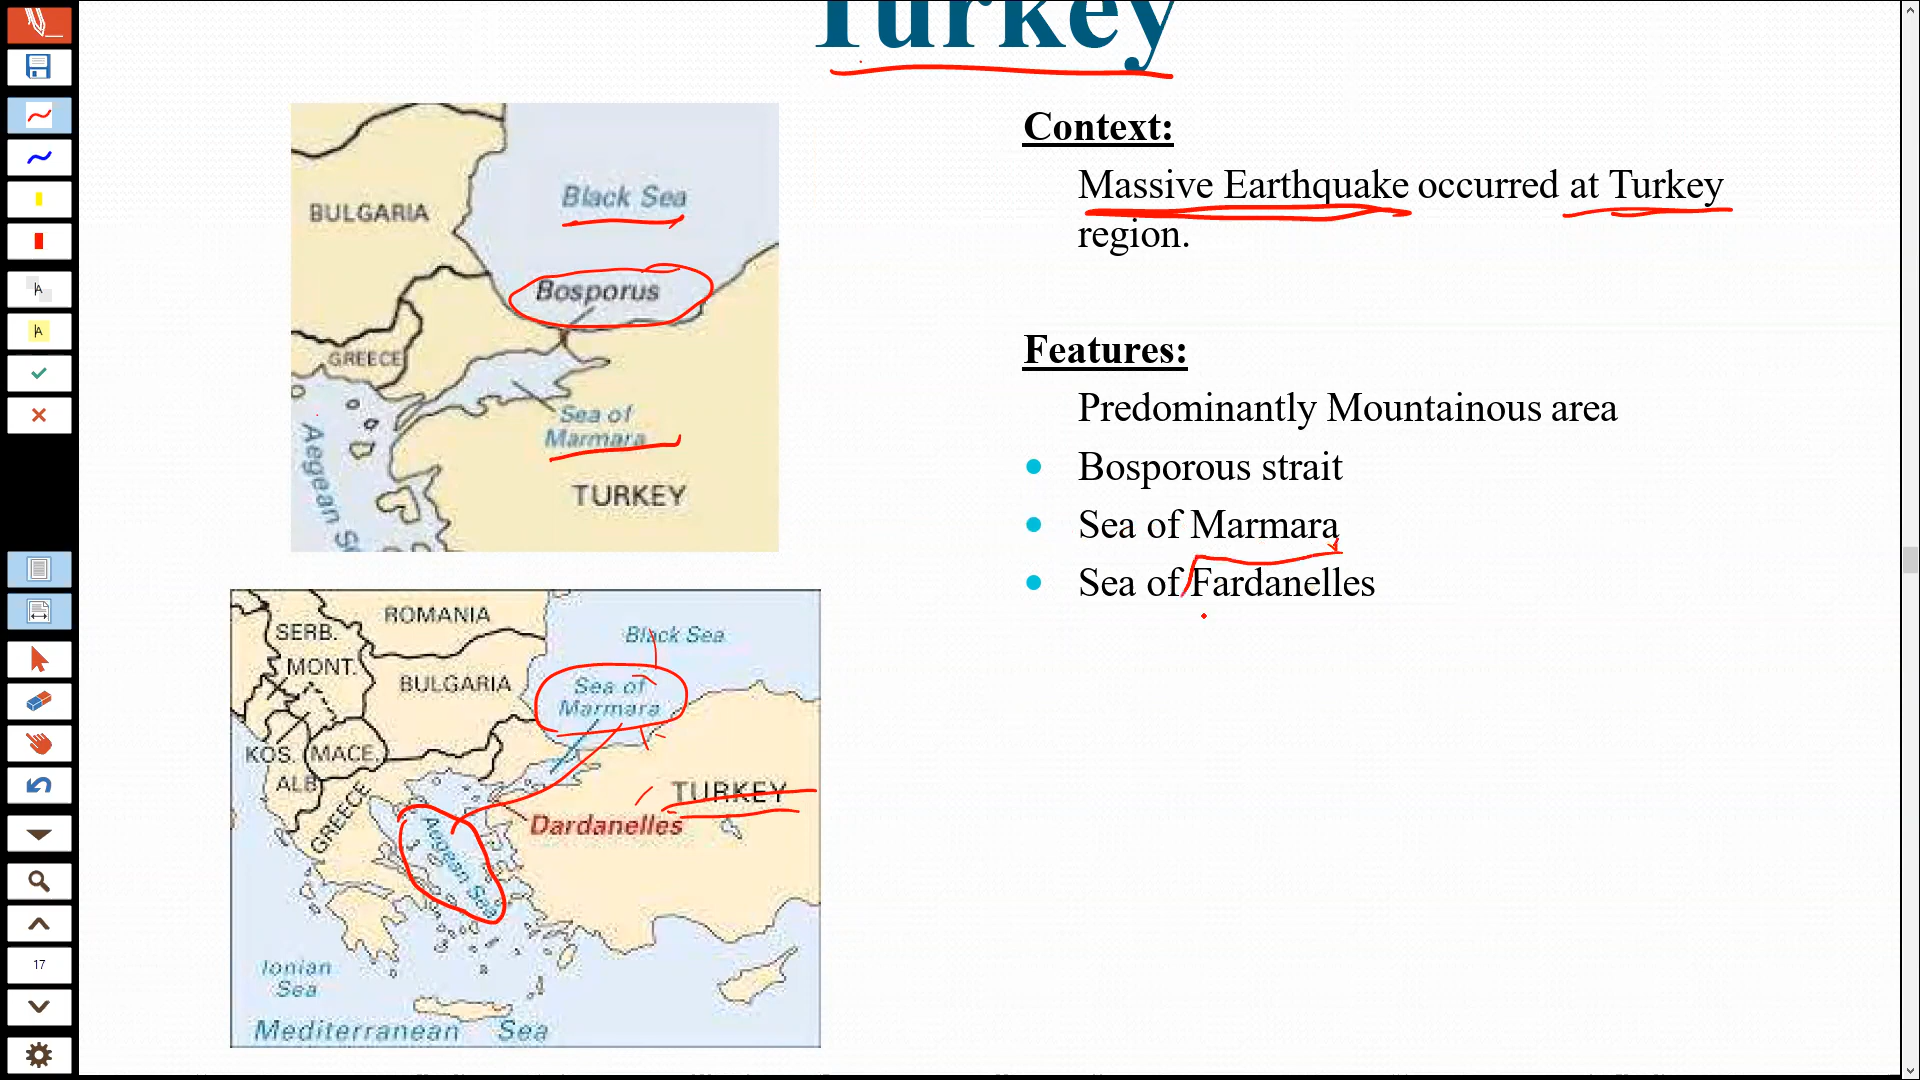 Turkey
Context:
Massive Earthquake occurred at Turkey
region.
Features:
Predominantly Mountainous area
Bosporous strait
Sea of Marmara
Sea of Fardanelles
Black Sea
BULGARIA
Bosporus
GREECE
Sea of
Marmara
Aegean S
TURKEY
ROMANIA
SERB.
Black Sea
MONT.
BULGARIA
Sea of
Marmara
KOS.
MACE.
ALB
GREECE
TURKEY
Dardanelles
Aegean Sea
Ionian
Sea
Mediterranean Sea
A
A
17